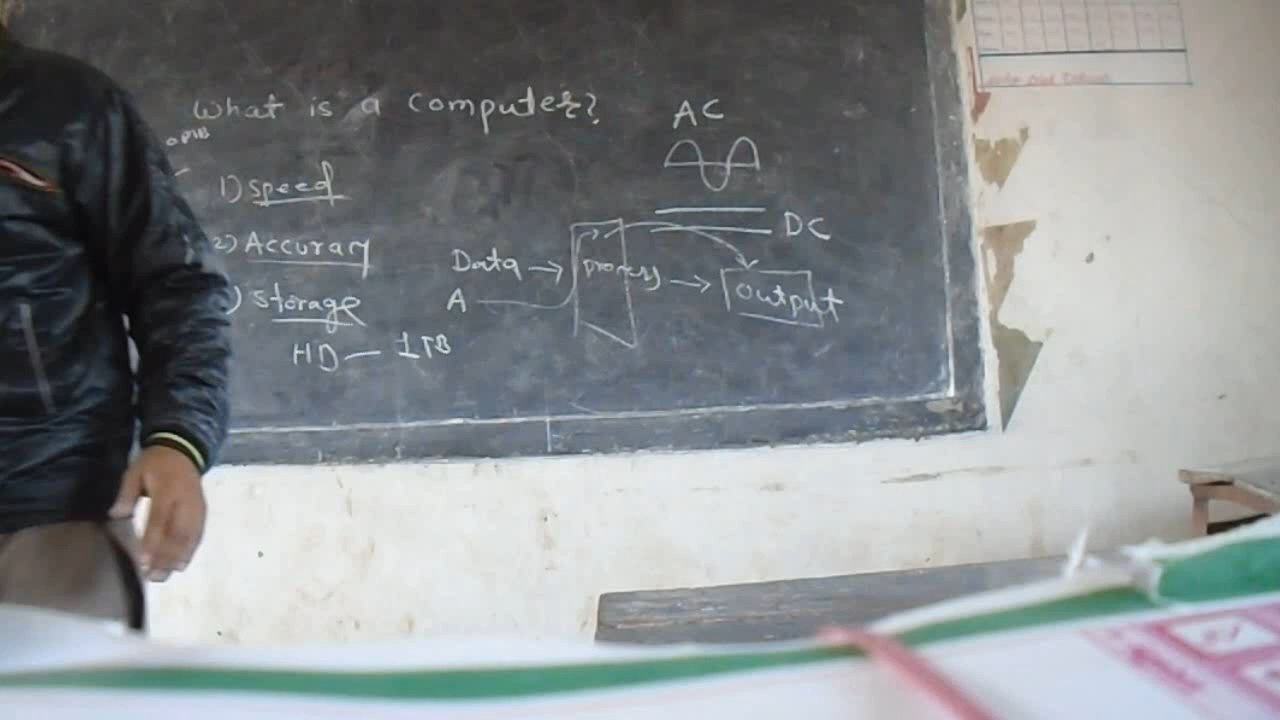 What is a computer?
1) Speed
2) Accuracy
) Storage
HD — 1TB
AC
DC
Data → process → output
A